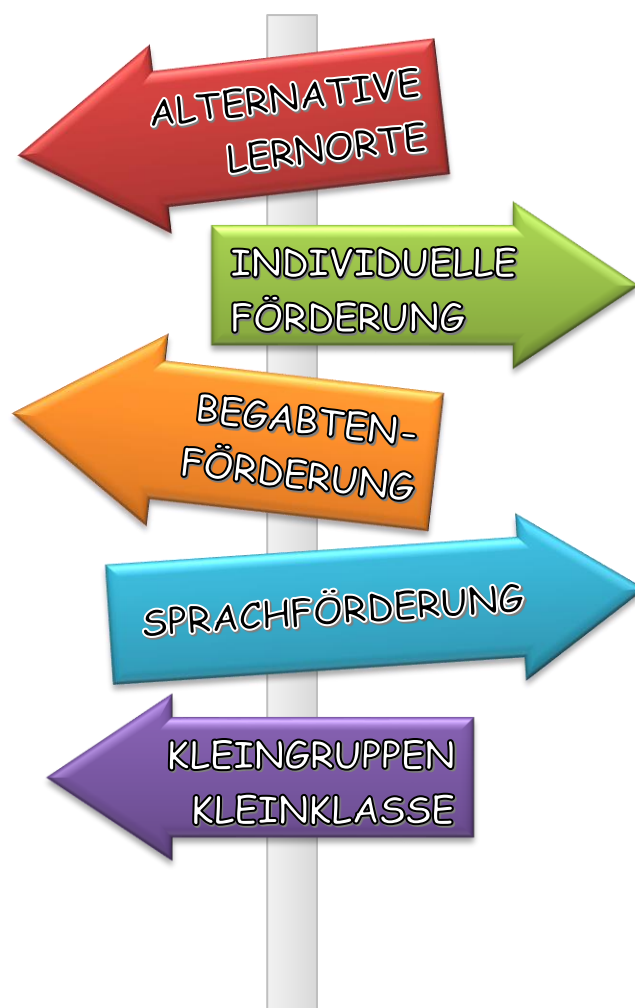 ALTERNATIVE
LERNORTE
INDIVIDUELLE
FÖRDERUNG
BEGABTEN-
FÖRDERUNG
SPRACHFÖRDERUNG
KLEINGRUPPEN
KLEINKLASSE